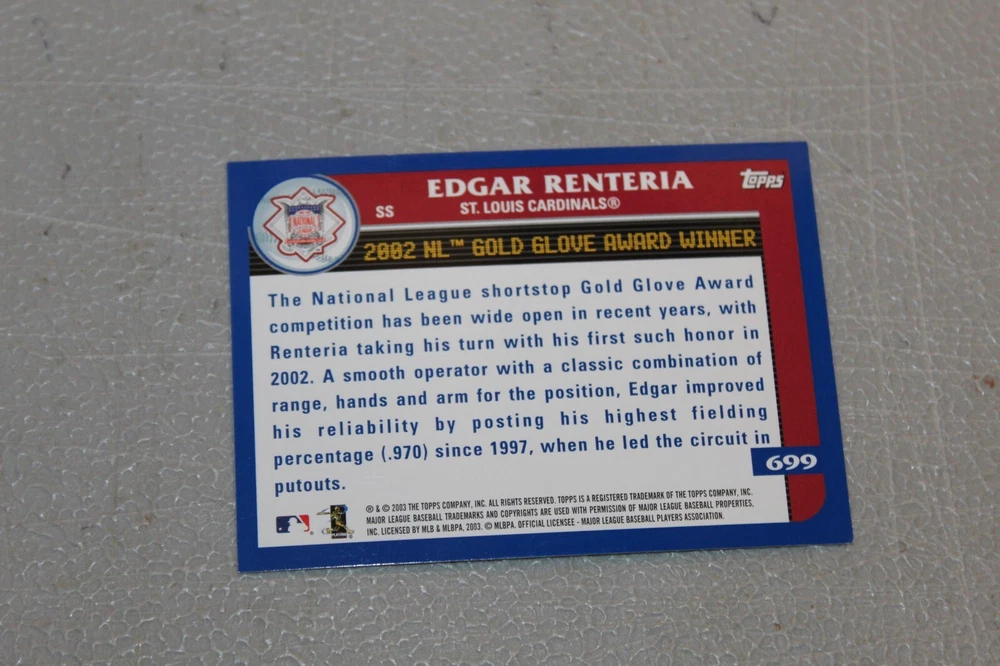 EDGAR RENTERIA
topps
SS
ST. LOUIS CARDINALS®
NATIONAL
LEAGUE
2002 NL™ GOLD GLOVE AWARD WINNER
The National League shortstop Gold Glove Award
competition has been wide open in recent years, with
Renteria taking his turn with his first such honor in
2002. A smooth operator with a classic combination of
range, hands and arm for the position, Edgar improved
his reliability by posting his highest fielding
percentage (.970) since 1997, when he led the circuit in
putouts.
699
® & © 2003 THE TOPPS COMPANY, INC. ALL RIGHTS RESERVED. TOPPS IS A REGISTERED TRADEMARK OF THE TOPPS COMPANY, INC.
MAJOR LEAGUE BASEBALL TRADEMARKS AND COPYRIGHTS ARE USED WITH PERMISSION OF MAJOR LEAGUE BASEBALL PROPERTIES,
INC. LICENSED BY MLB & MLBPA, 2003. © MLBPA. OFFICIAL LICENSEE - MAJOR LEAGUE BASEBALL PLAYERS ASSOCIATION.